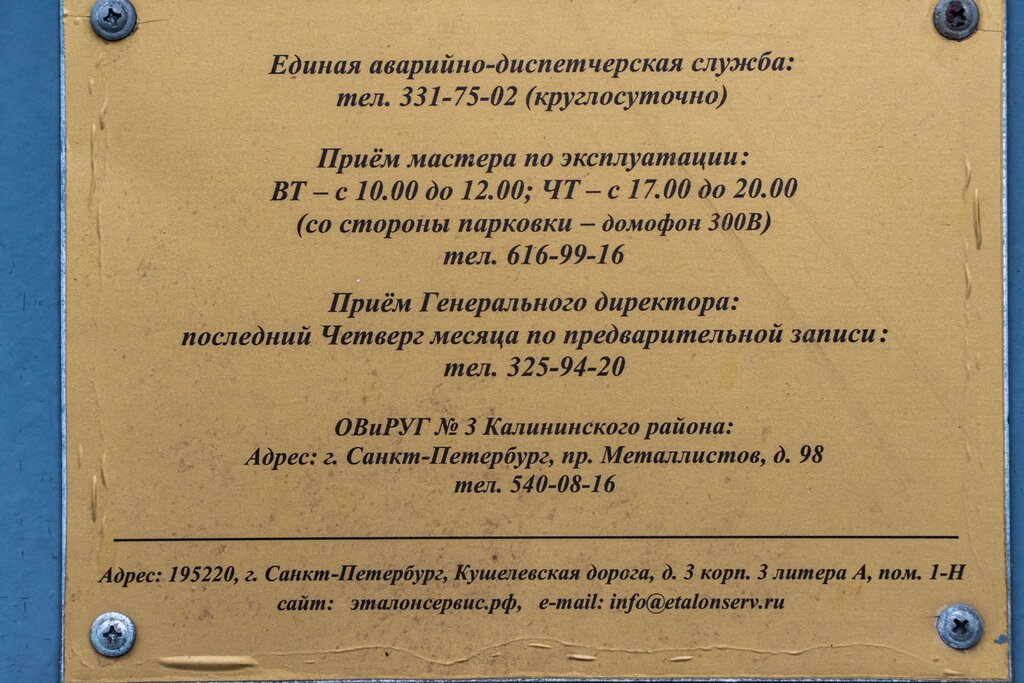 Единая аварийно-диспетчерская служба:
тел. 331-75-02 (круглосуточно)
Приём мастера по эксплуатации:
ВТ – с 10.00 до 12.00; ЧТ – с 17.00 до 20.00
(со стороны парковки – домофон 300В)
тел. 616-99-16
Приём Генерального директора:
последний Четверг месяца по предварительной записи:
тел. 325-94-20
ОВиРУГ № 3 Калининского района:
Адрес: г. Санкт-Петербург, пр. Металлистов, д. 98
тел. 540-08-16
Адрес: 195220, г. Санкт-Петербург, Кушелевская дорога, д. 3 корп. 3 литера А, пом. 1-Н
сайт: эталонсервис.рф, e-mail: info@etalonserv.ru